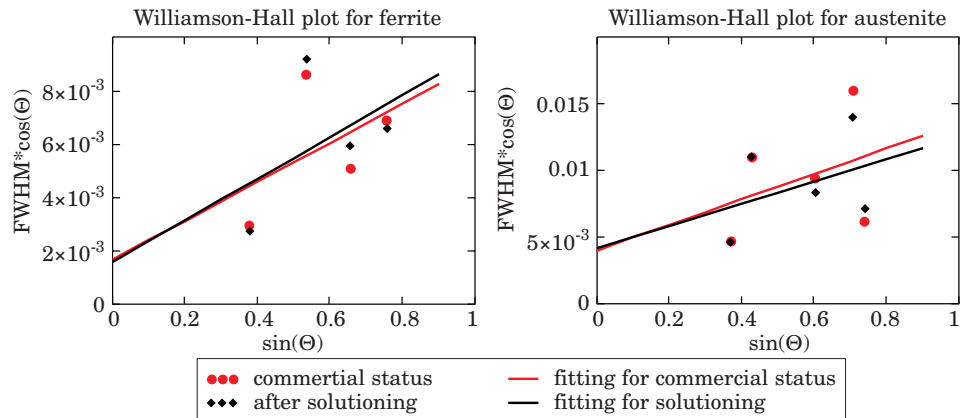 Williamson-Hall plot for ferrite
FWHM*cos(Θ)
8×10⁻³
6×10⁻³
4×10⁻³
2×10⁻³
0
0 0.2 0.4 0.6 0.8 1
sin(Θ)
Williamson-Hall plot for austenite
FWHM*cos(Θ)
0.015
0.01
5×10⁻³
0
0 0.2 0.4 0.6 0.8 1
sin(Θ)
commertial status
after solutioning
fitting for commercial status
fitting for solutioning